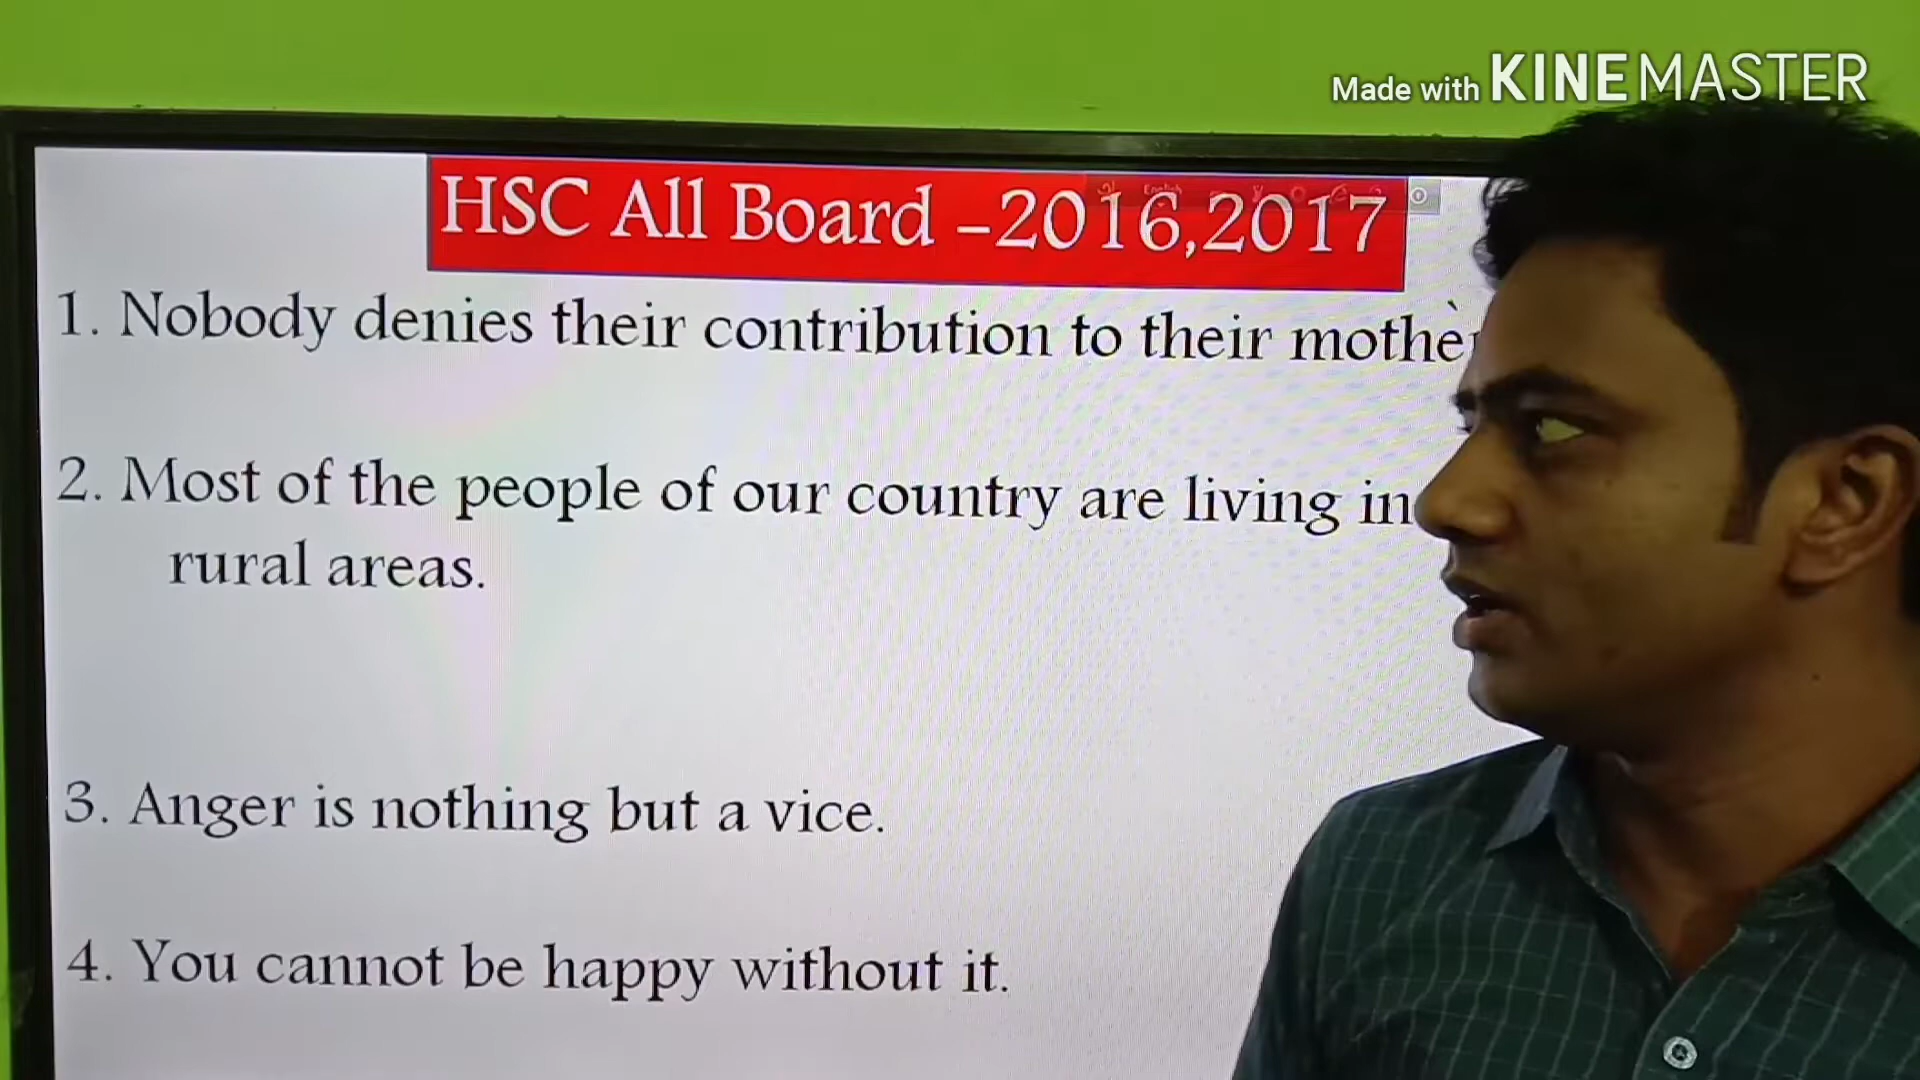 Made with KINEMASTER
HSC All Board –2016,2017
1. Nobody denies their contribution to their
2. Most of the people of our country are living in
rural areas.
3. Anger is nothing but a vice.
4. You cannot be happy without it.